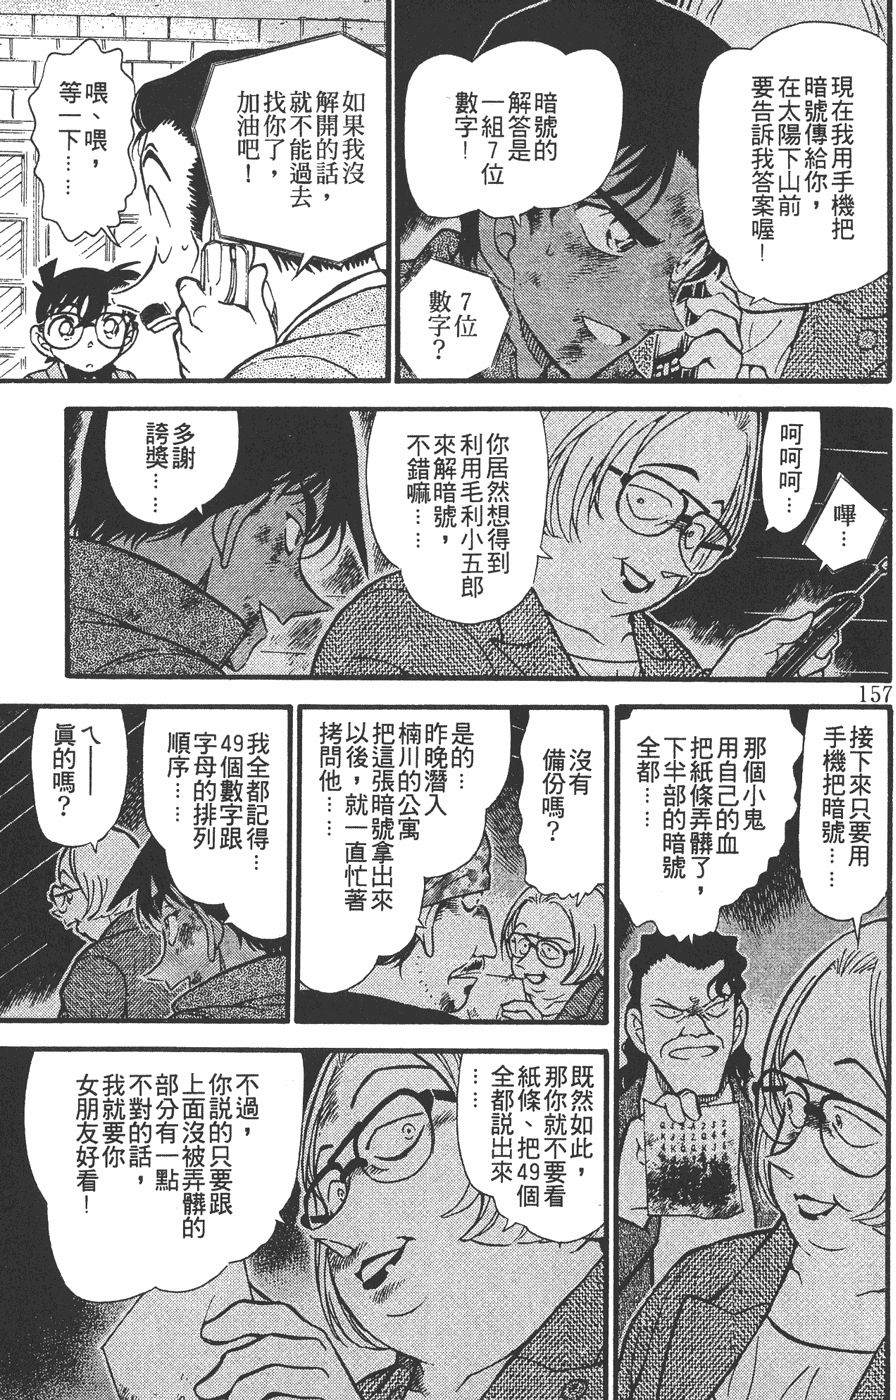 現在我用手機把
暗號傳給你，
在太陽下山前
要告訴我答案喔！
暗號的
解答是
一組7位
數字！
7位
數字？
如果我沒
解開的話，
就不能過去
找你了，
加油吧！
喂、喂，
等一下……
嗶…
呵呵呵…
你居然想得到
利用毛利小五郎
來解暗號，
不錯嘛…
多謝
誇獎……
157
接下來只要用
手機把暗號……
那個小鬼
用自己的血
把紙條弄髒了，
下半部的暗號
全都……
沒有
備份嗎？
是的…
昨晚潛入
楠川的公寓
把這張暗號拿出來
以後，就一直忙著
拷問他……
我全都記得…
49個數字跟
字母的排列
順序……
ㄟ──
真的嗎？
既然如此，
那你就不要看
紙條、把49個
全都說出來
……
不過，
你說的只要跟
上面沒被弄髒的
部分有一點
不對的話，
我就要你
女朋友好看！